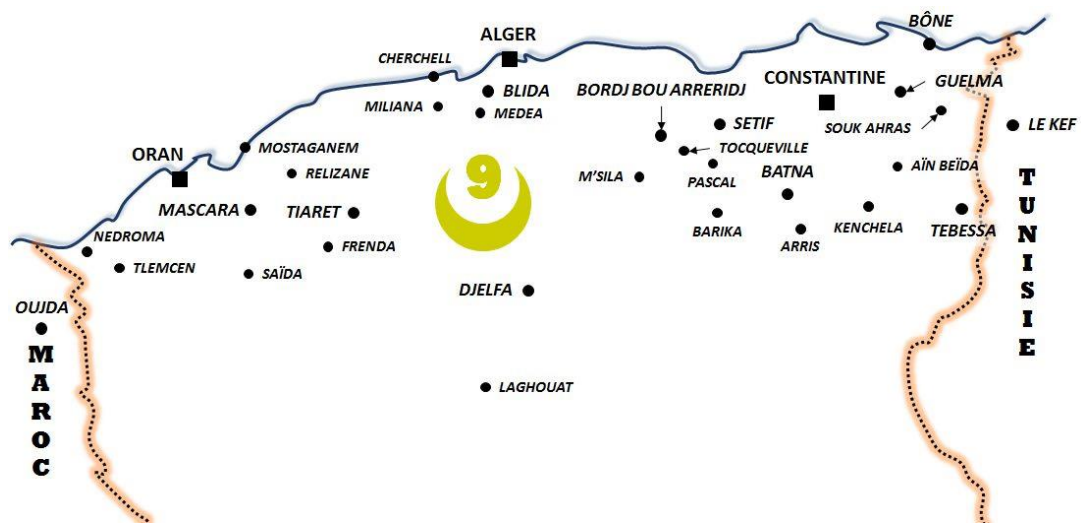 BÔNE
ALGER
CHERCHELL
CONSTANTINE
GUELMA
BORDJ BOU ARRERIDJ
BLIDA
MILIANA
MEDEA
SETIF
SOUK AHRAS
LE KEF
ORAN
MOSTAGANEM
TOCQUEVILLE
9
RELIZANE
M'SILA
PASCAL
BATNA
AÏN BEÏDA
MASCARA
TIARET
BARIKA
ARRIS
KENCHELA
TEBESSA
NEDROMA
FRENDA
TLEMCEN
SAÏDA
DJELFA
OUJDA
LAGHOUAT
MAROC
TUNISIE